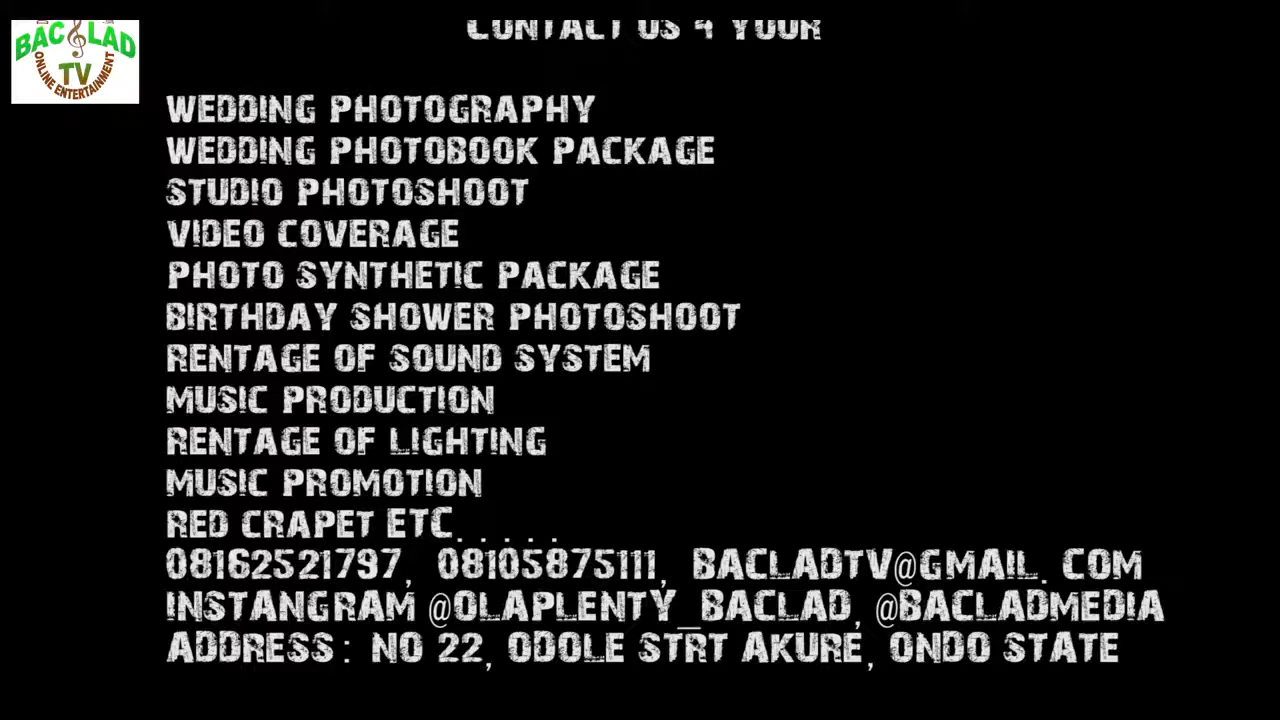 BAC LAD
TV
ONLINE ENTERTAINMENT
CONTACT US 4 YOUR
WEDDING PHOTOGRAPHY
WEDDING PHOTOBOOK PACKAGE
STUDIO PHOTOSHOOT
VIDEO COVERAGE
PHOTO SYNTHETIC PACKAGE
BIRTHDAY SHOWER PHOTOSHOOT
RENTAGE OF SOUND SYSTEM
MUSIC PRODUCTION
RENTAGE OF LIGHTING
MUSIC PROMOTION
RED CRAPET ETC.....
08162521797, 08105875111, BACLADTV@GMAIL.COM
INSTANGRAM @OLAPLENTY_BACLAD, @BACLADMEDIA
ADDRESS: NO 22, ODOLE STRT AKURE, ONDO STATE